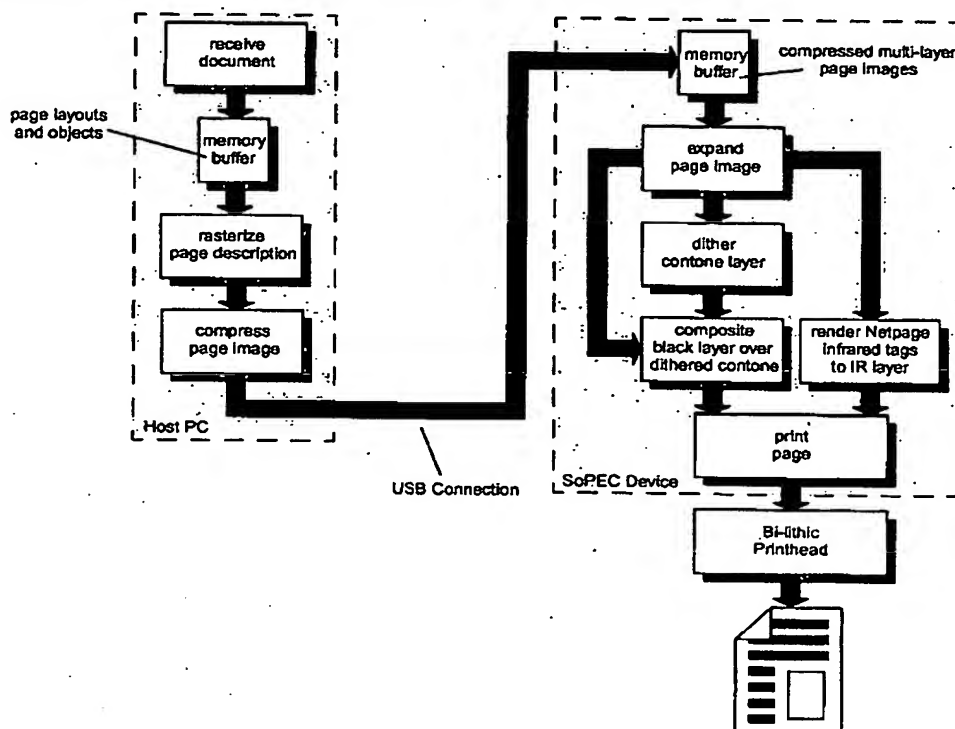 receive
document
page layouts
and objects
memory
buffer
rasterize
page description
compress
page image
Host PC
USB Connection
memory
buffer
compressed multi-layer
page images
expand
page image
dither
contone layer
composite
black layer over
dithered contone
render Netpage
infrared tags
to IR layer
print
page
SoPEC Device
Bi-lithic
Printhead